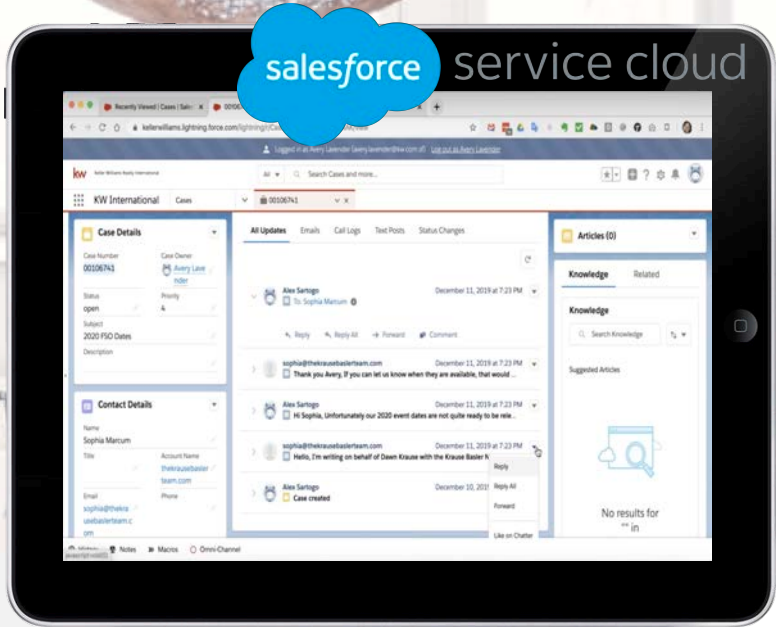 salesforce service cloud
Recently Viewed | Cases | Sales
kellerwilliams.lightning.force.com/lightning/r/
Logged in as Avery Lavender Log out as Avery Lavender
kw Keller Williams Realty International
All Search Cases and more...
KW International Cases 00106741
Case Details
Case Number Case Owner
00106741 Avery Lave
nder
Status Priority
open 4
Subject
2020 FSO Dates
Description
Contact Details
Name
Sophia Marcum
Title Account Name
thekrausebasler
team.com
Email Phone
sophia@thekra
usebaslerteam.c
om
All Updates Emails Call Logs Text Posts Status Changes
Alex Sartogo December 11, 2019 at 7:23 PM
To: Sophia Marcum
Reply Reply All Forward Comment
sophia@thekrausebaslerteam.com December 11, 2019 at 7:23 PM
Thank you Avery, If you can let us know when they are available, that would ...
Alex Sartogo December 11, 2019 at 7:23 PM
Hi Sophia, Unfortunately our 2020 event dates are not quite ready to be rele...
sophia@thekrausebaslerteam.com December 11, 2019 at 7:23 PM
Hello, I'm writing on behalf of Dawn Krause with the Krause Basler
Alex Sartogo December 10, 201
Case created
Reply
Reply All
Forward
Like on Chatter
Articles (0)
Knowledge Related
Knowledge
Search Knowledge
Suggested Articles
No results for
"" in
History Notes Macros Omni-Channel